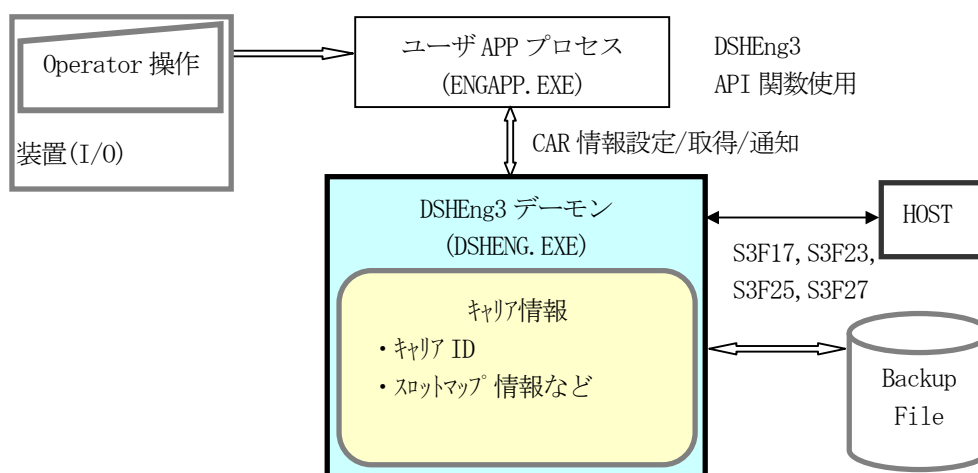 Operator 操作
装置(I/O)
ユーザ APP プロセス
(ENGAPP.EXE)
DSHEng3
API 関数使用
CAR 情報設定/取得/通知
DSHEng3 デーモン
(DSHENG.EXE)
HOST
S3F17, S3F23,
S3F25, S3F27
キャリア情報
・キャリア ID
・スロットマップ 情報など
Backup
File